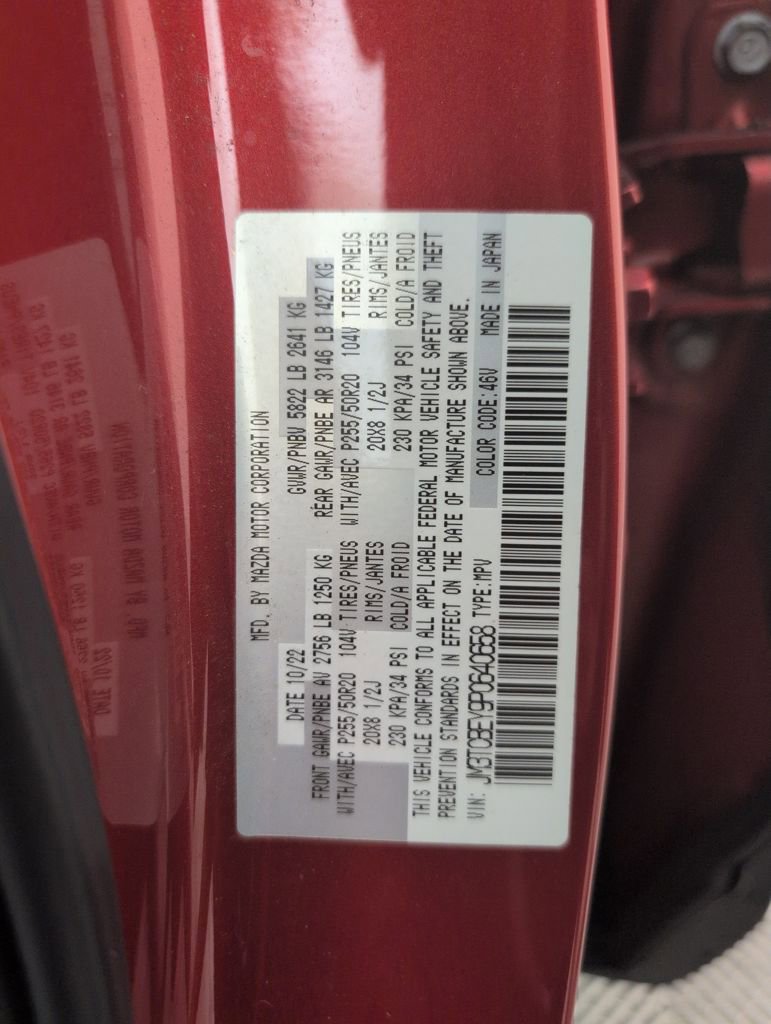 MFD. BY MAZDA MOTOR CORPORATION
DATE 10/22 GVWR/PNBV 5822 LB 2641 KG
FRONT GAWR/PNBE AV 2756 LB 1250 KG REAR GAWR/PNBE AR 3146 LB 1427 KG
WITH/AVEC P255/50R20 104V TIRES/PNEUS WITH/AVEC P255/50R20 104V TIRES/PNEUS
20X8 1/2J RIMS/JANTES 20X8 1/2J RIMS/JANTES
230 KPA/34 PSI COLD/A FROID 230 KPA/34 PSI COLD/A FROID
THIS VEHICLE CONFORMS TO ALL APPLICABLE FEDERAL MOTOR VEHICLE SAFETY AND THEFT
PREVENTION STANDARDS IN EFFECT ON THE DATE OF MANUFACTURE SHOWN ABOVE.
VIN: JM3TCBEY9P0640658 TYPE:MPV COLOR CODE:46V MADE IN JAPAN